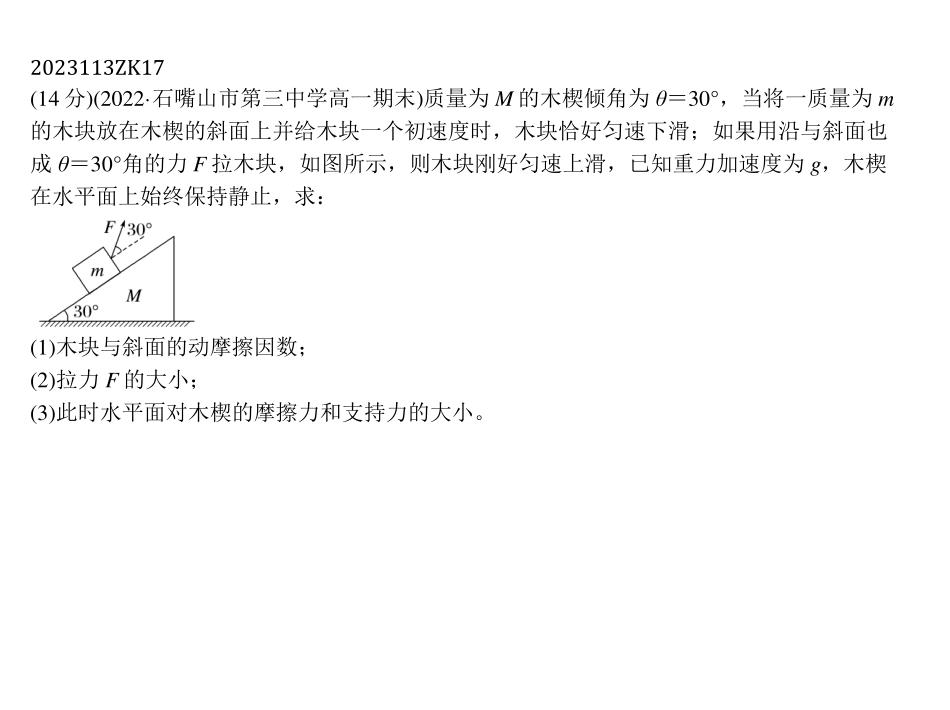 2023113ZK17
(14 分)(2022·石嘴山市第三中学高一期末)质量为 M 的木楔倾角为 θ＝30°，当将一质量为 m
的木块放在木楔的斜面上并给木块一个初速度时，木块恰好匀速下滑；如果用沿与斜面也
成 θ＝30°角的力 F 拉木块，如图所示，则木块刚好匀速上滑，已知重力加速度为 g，木楔
在水平面上始终保持静止，求：
F 30°
m
M
30°
(1)木块与斜面的动摩擦因数；
(2)拉力 F 的大小；
(3)此时水平面对木楔的摩擦力和支持力的大小。